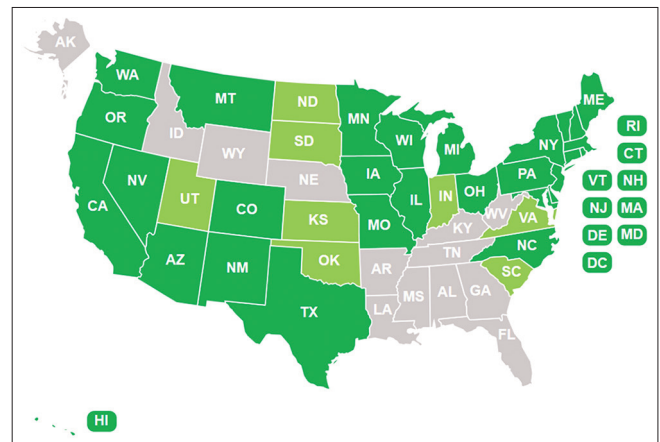 AK
WA
MT
ND
MN
ME
OR
ID
SD
WI
MI
NY
RI
WY
CT
NV
NE
IA
PA
VT
NH
CA
UT
CO
IL
IN
OH
NJ
MA
KS
MO
KY
WV
VA
DE
MD
AZ
NM
OK
AR
TN
NC
DC
TX
LA
MS
AL
GA
SC
FL
HI